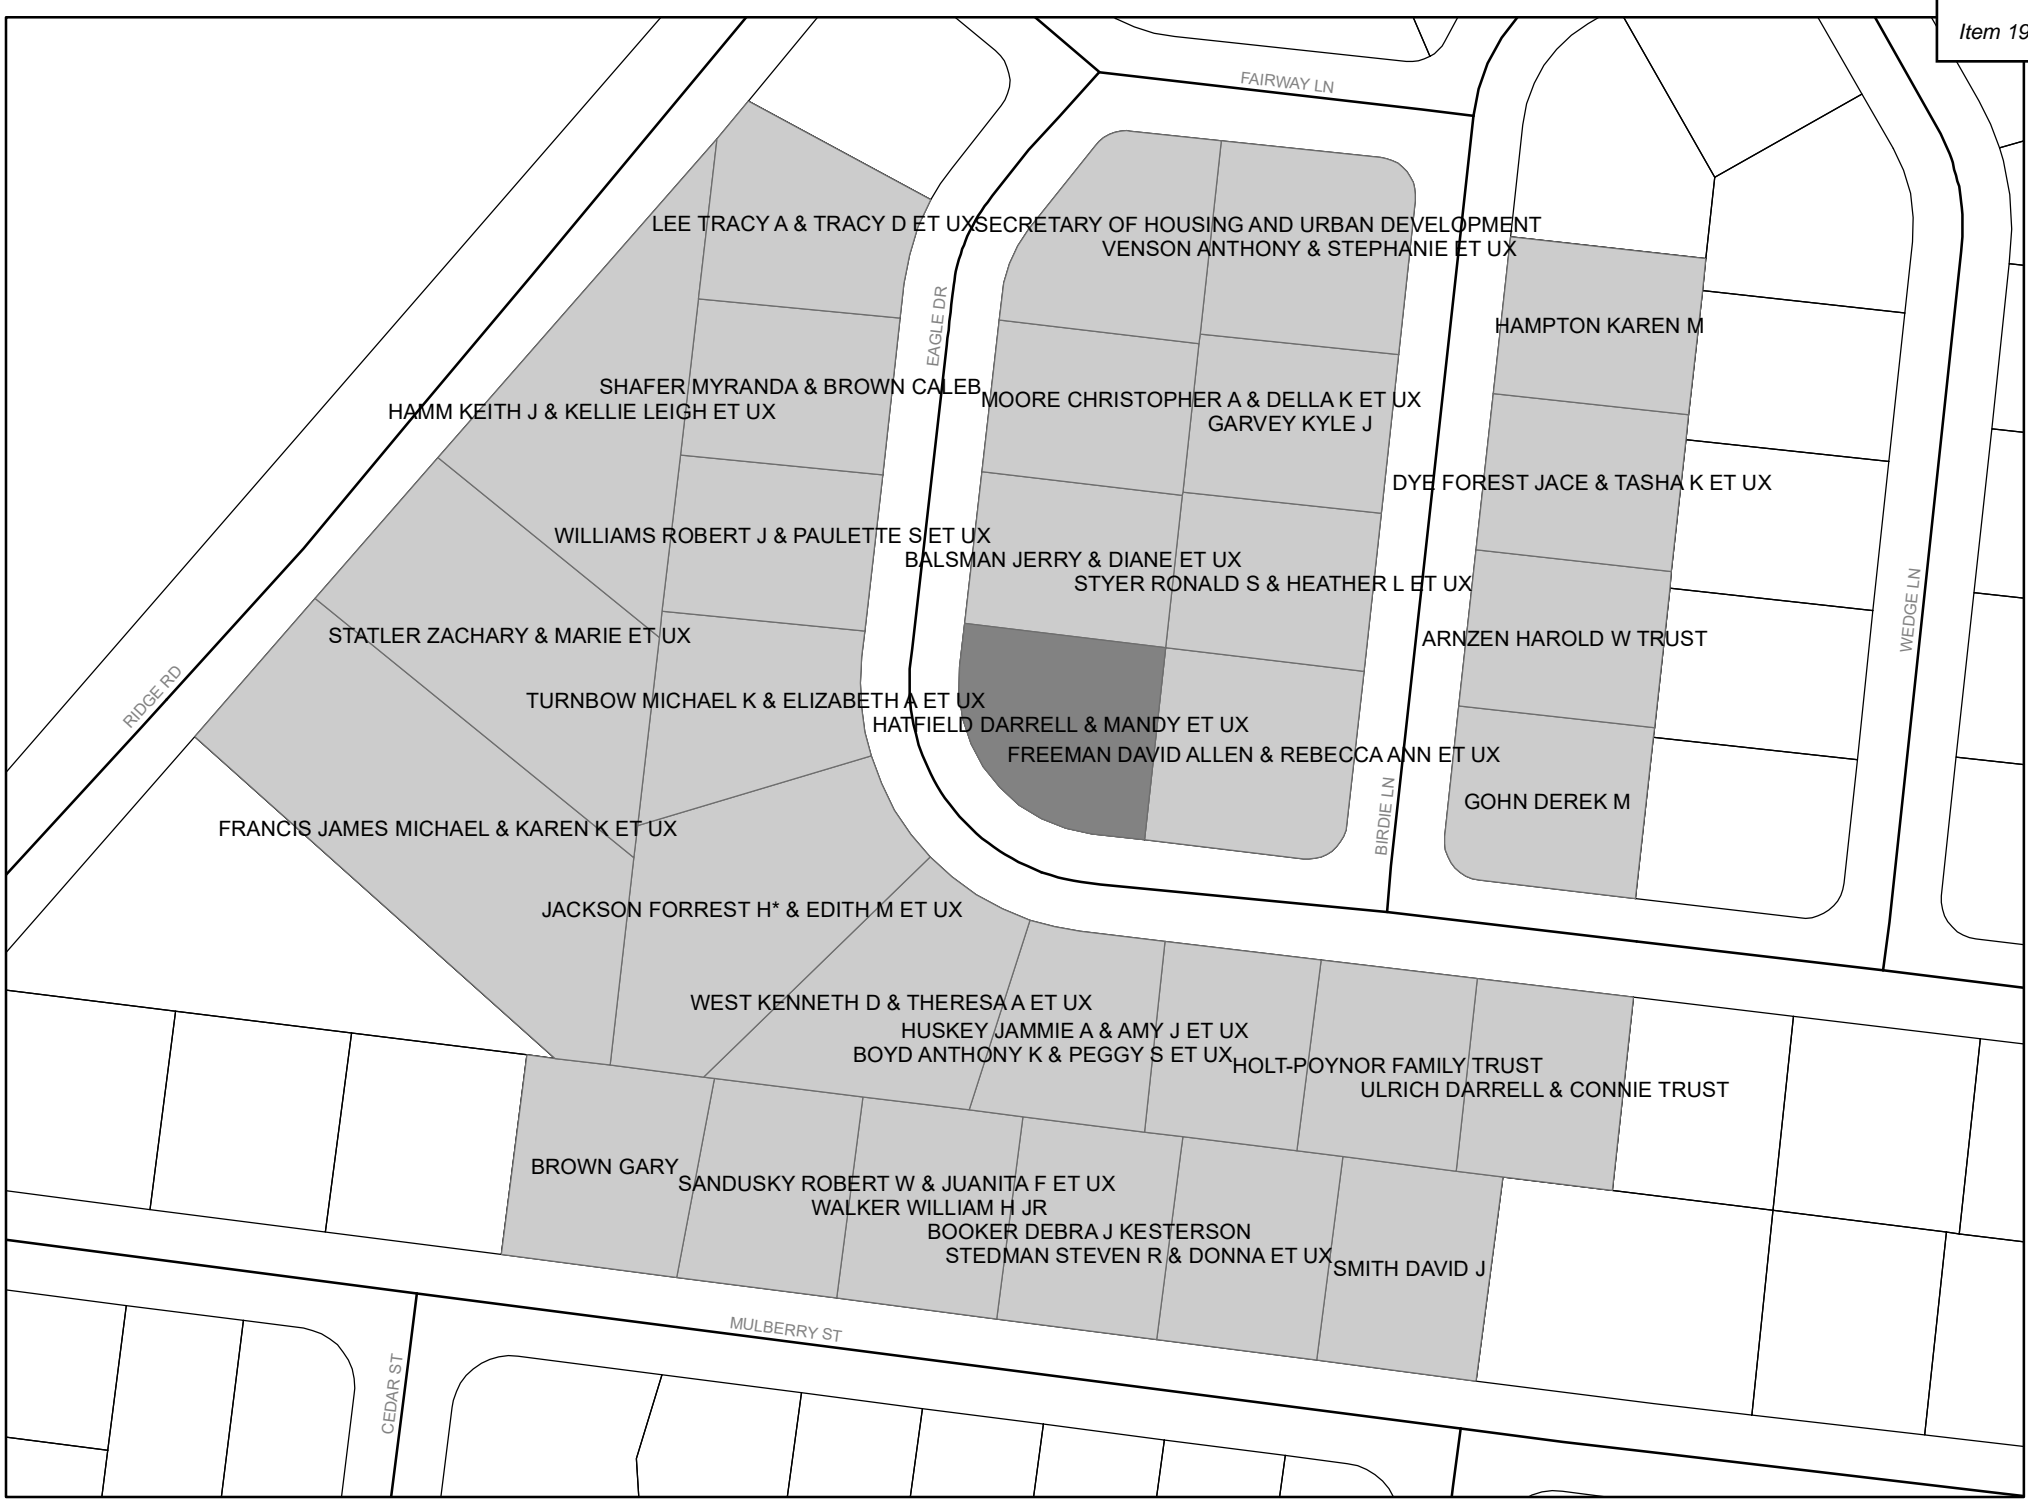 Item 19
FAIRWAY LN
LEE TRACY A & TRACY D ET UX
SECRETARY OF HOUSING AND URBAN DEVELOPMENT
VENSON ANTHONY & STEPHANIE ET UX
EAGLE DR
HAMPTON KAREN M
SHAFER MYRANDA & BROWN CALEB
HAMM KEITH J & KELLIE LEIGH ET UX
MOORE CHRISTOPHER A & DELLA K ET UX
GARVEY KYLE J
DYE FOREST JACE & TASHA K ET UX
WILLIAMS ROBERT J & PAULETTE S ET UX
BALSMAN JERRY & DIANE ET UX
STYER RONALD S & HEATHER L ET UX
WEDGE LN
STATLER ZACHARY & MARIE ET UX
ARNZEN HAROLD W TRUST
RIDGE RD
TURNBOW MICHAEL K & ELIZABETH A ET UX
HATFIELD DARRELL & MANDY ET UX
FREEMAN DAVID ALLEN & REBECCA ANN ET UX
BIRDIE LN
GOHN DEREK M
FRANCIS JAMES MICHAEL & KAREN K ET UX
JACKSON FORREST H* & EDITH M ET UX
WEST KENNETH D & THERESA A ET UX
HUSKEY JAMMIE A & AMY J ET UX
BOYD ANTHONY K & PEGGY S ET UX
HOLT-POYNOR FAMILY TRUST
ULRICH DARRELL & CONNIE TRUST
BROWN GARY
SANDUSKY ROBERT W & JUANITA F ET UX
WALKER WILLIAM H JR
BOOKER DEBRA J KESTERSON
STEDMAN STEVEN R & DONNA ET UX
SMITH DAVID J
MULBERRY ST
CEDAR ST